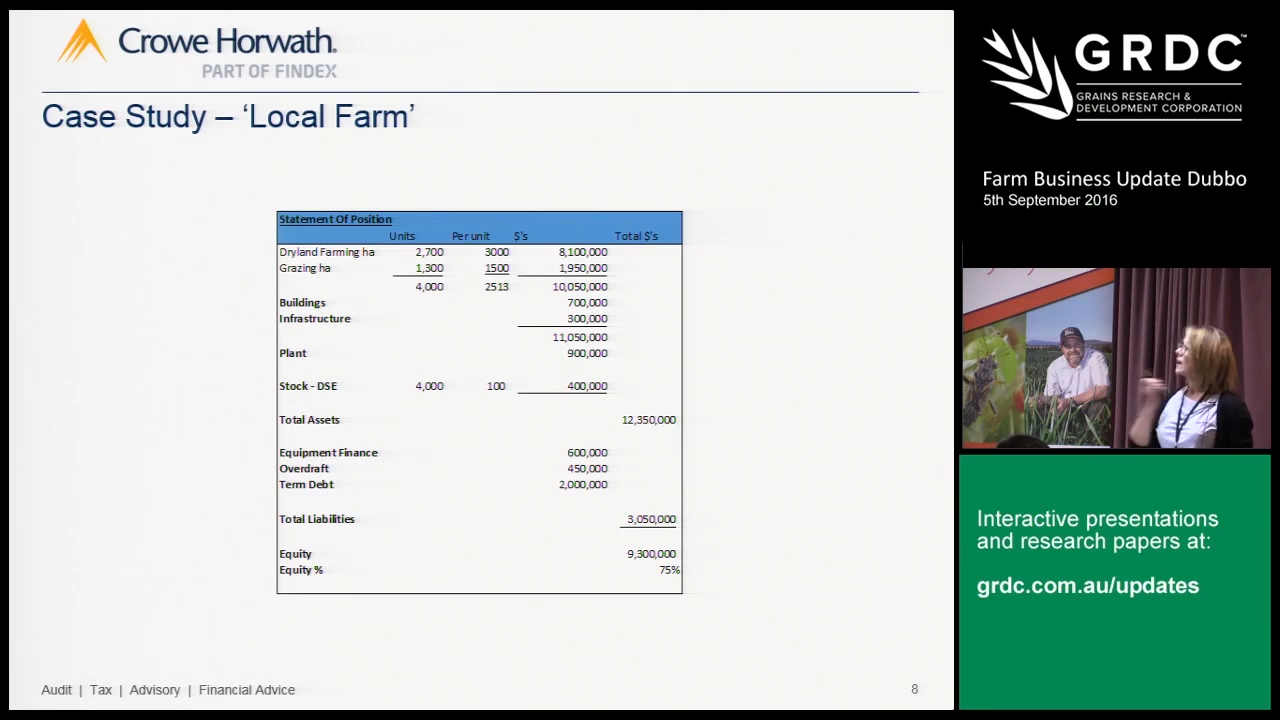 Crowe Horwath.
PART OF FINDEX
Case Study – ‘Local Farm’
Statement Of Position
Units Per unit $'s Total $'s
Dryland Farming ha 2,700 3000 8,100,000
Grazing ha 1,300 1500 1,950,000
4,000 2513 10,050,000
Buildings 700,000
Infrastructure 300,000
11,050,000
Plant 900,000
Stock - DSE 4,000 100 400,000
Total Assets 12,350,000
Equipment Finance 600,000
Overdraft 450,000
Term Debt 2,000,000
Total Liabilities 3,050,000
Equity 9,300,000
Equity % 75%
Audit | Tax | Advisory | Financial Advice
8
GRDC™
GRAINS RESEARCH &
DEVELOPMENT CORPORATION
Farm Business Update Dubbo
5th September 2016
Interactive presentations
and research papers at:
grdc.com.au/updates